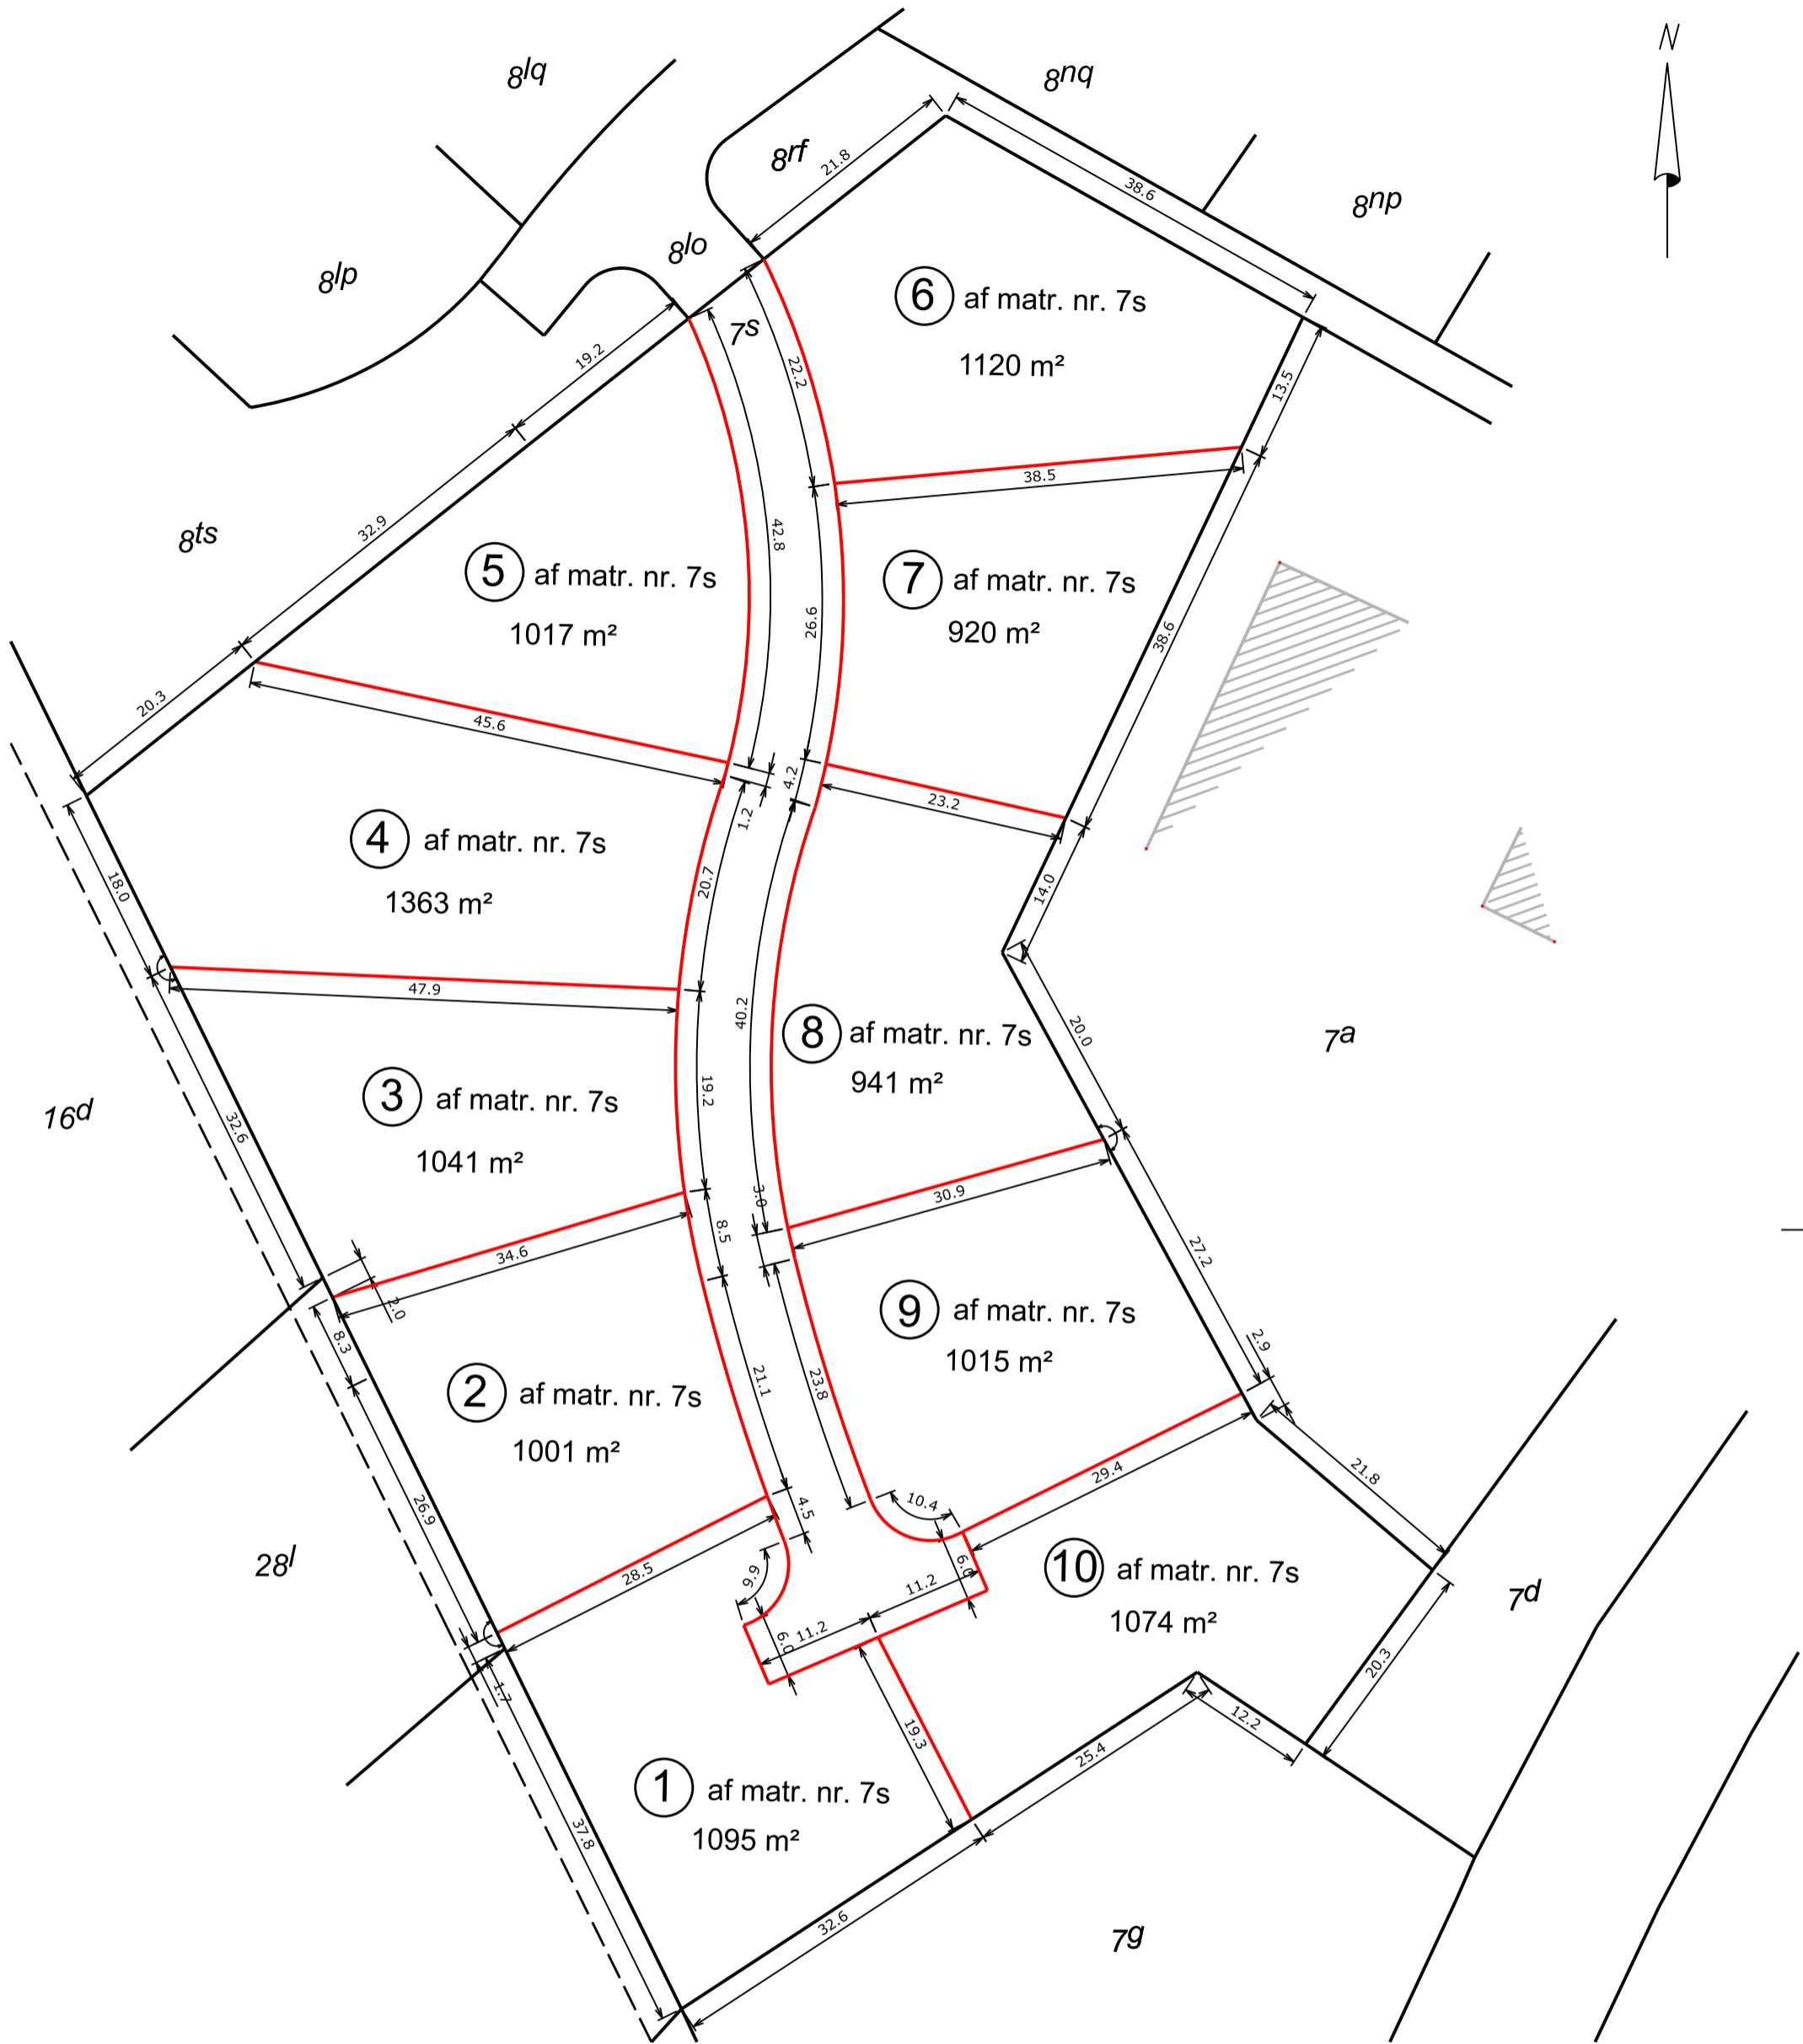 N
8lq
8nq
8rf
21.8
38.6
8np
8lo
8lp
7s
19.2
6 af matr. nr. 7s
1120 m²
22.2
13.5
38.5
42.8
32.9
8ts
5 af matr. nr. 7s
1017 m²
7 af matr. nr. 7s
920 m²
26.6
38.6
20.3
45.6
4.2
1.2
23.2
4 af matr. nr. 7s
1363 m²
18.0
20.7
14.0
47.9
40.2
20.0
8 af matr. nr. 7s
941 m²
7a
3 af matr. nr. 7s
1041 m²
19.2
16d
32.6
3.0
30.9
8.5
34.6
27.2
2.0
8.3
9 af matr. nr. 7s
1015 m²
2.9
2 af matr. nr. 7s
1001 m²
21.1
23.8
29.4
21.8
26.9
4.5
10.4
28l
28.5
9.9
6.0
11.2
10 af matr. nr. 7s
1074 m²
7d
6.0
11.2
20.3
1.7
19.3
12.2
25.4
1 af matr. nr. 7s
1095 m²
37.8
32.6
7g